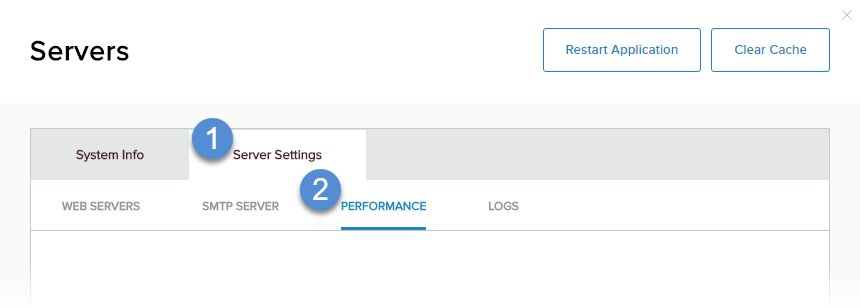 Servers
Restart Application
Clear Cache
System Info
1
Server Settings
WEB SERVERS
SMTP SERVER
2
PERFORMANCE
LOGS